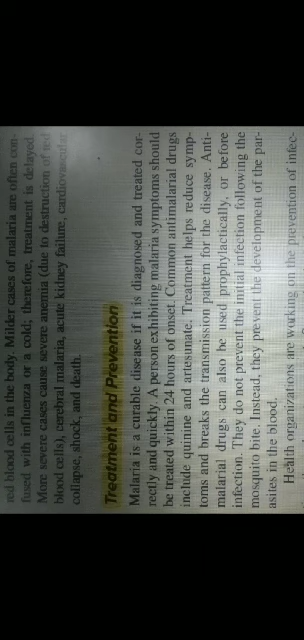 red blood cells in the body. Milder cases of malaria are often con-
fused with influenza or a cold; therefore, treatment is delayed.
More severe cases cause severe anemia (due to destruction of red
blood cells), cerebral malaria, acute kidney failure, cardiovascular
collapse, shock, and death.
Treatment and Prevention
Malaria is a curable disease if it is diagnosed and treated cor-
rectly and quickly. A person exhibiting malaria symptoms should
be treated within 24 hours of onset. Common antimalarial drugs
include quinine and artesunate. Treatment helps reduce symp-
toms and breaks the transmission pattern for the disease. Anti-
malarial drugs can also be used prophylactically, or before
infection. They do not prevent the initial infection following the
mosquito bite. Instead, they prevent the development of the par-
asites in the blood.
Health organizations are working on the prevention of infec-